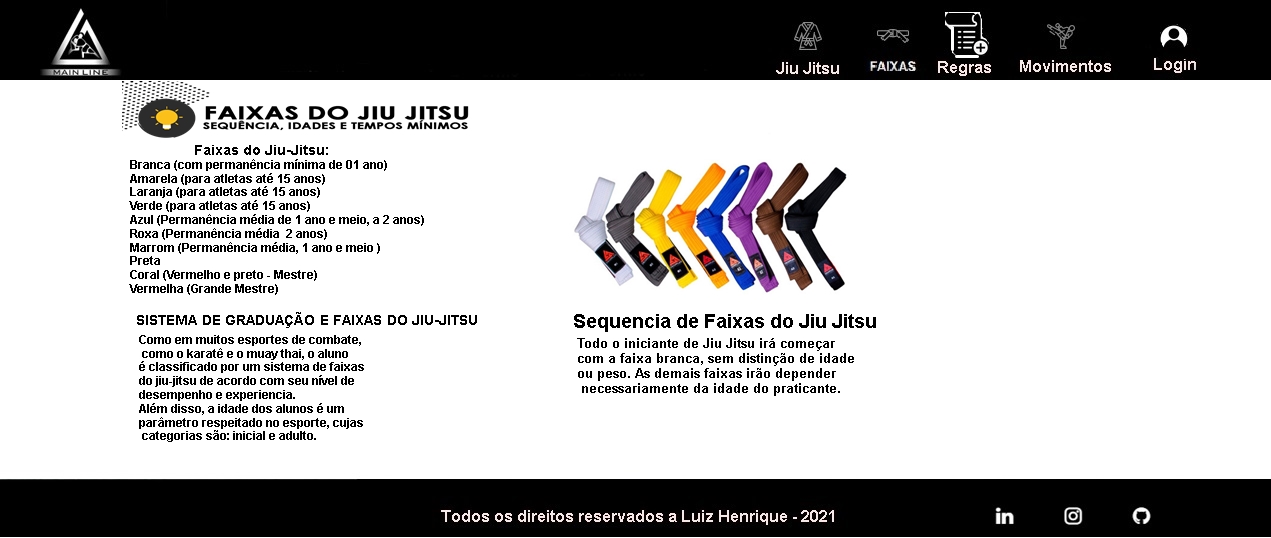 MAIN LINE
Jiu Jitsu
FAIXAS
Regras
Movimentos
Login
FAIXAS DO JIU JITSU
SEQUÊNCIA, IDADES E TEMPOS MÍNIMOS
Faixas do Jiu-Jitsu:
Branca (com permanência mínima de 01 ano)
Amarela (para atletas até 15 anos)
Laranja (para atletas até 15 anos)
Verde (para atletas até 15 anos)
Azul (Permanência média de 1 ano e meio, a 2 anos)
Roxa (Permanência média 2 anos)
Marrom (Permanência média, 1 ano e meio )
Preta
Coral (Vermelho e preto - Mestre)
Vermelha (Grande Mestre)
SISTEMA DE GRADUAÇÃO E FAIXAS DO JIU-JITSU
Como em muitos esportes de combate,
como o karatê e o muay thai, o aluno
é classificado por um sistema de faixas
do jiu-jitsu de acordo com seu nível de
desempenho e experiencia.
Além disso, a idade dos alunos é um
parâmetro respeitado no esporte, cujas
categorias são: inicial e adulto.
Sequencia de Faixas do Jiu Jitsu
Todo o iniciante de Jiu Jitsu irá começar
com a faixa branca, sem distinção de idade
ou peso. As demais faixas irão depender
necessariamente da idade do praticante.
Todos os direitos reservados a Luiz Henrique - 2021